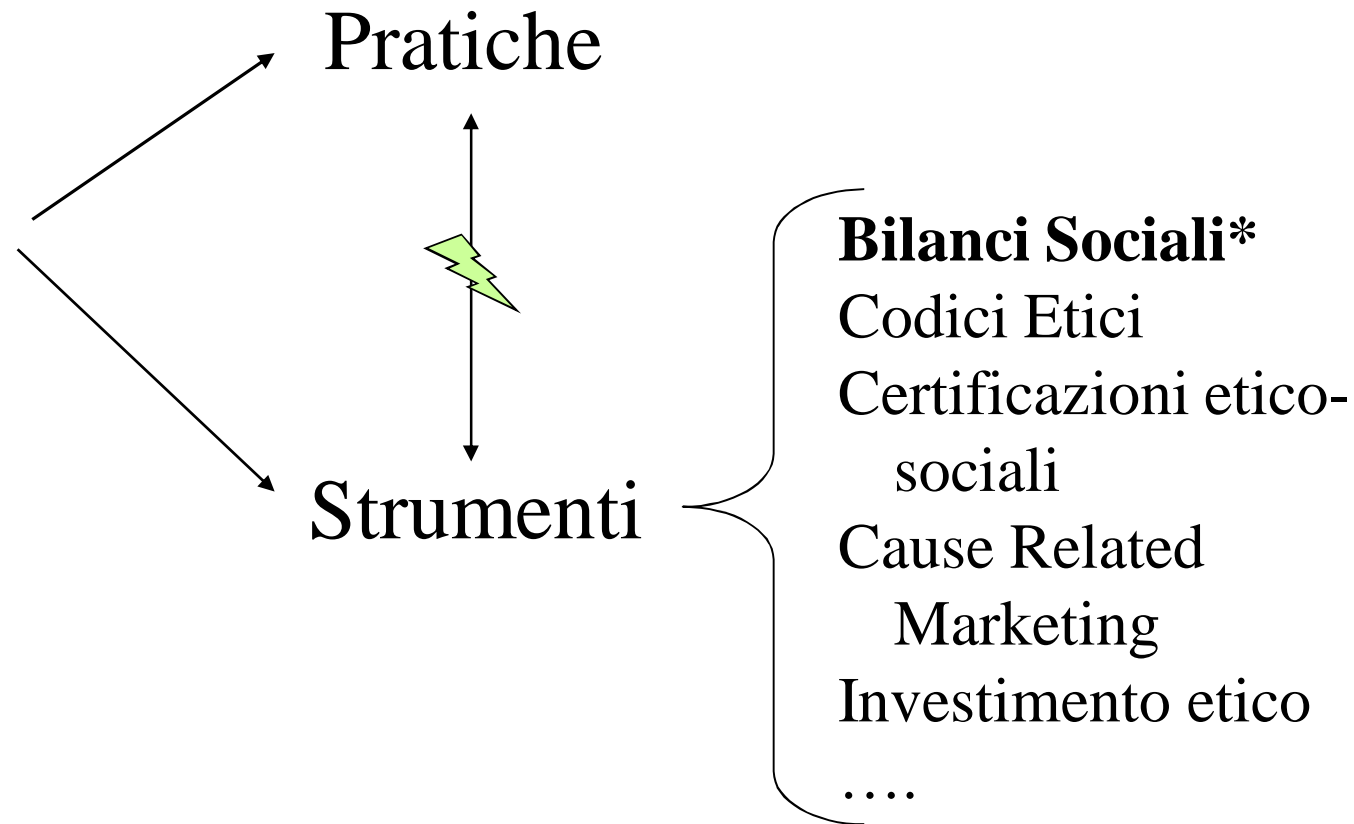 Pratiche
Strumenti
Bilanci Sociali*
Codici Etici
Certificazioni etico-
sociali
Cause Related
Marketing
Investimento etico
….